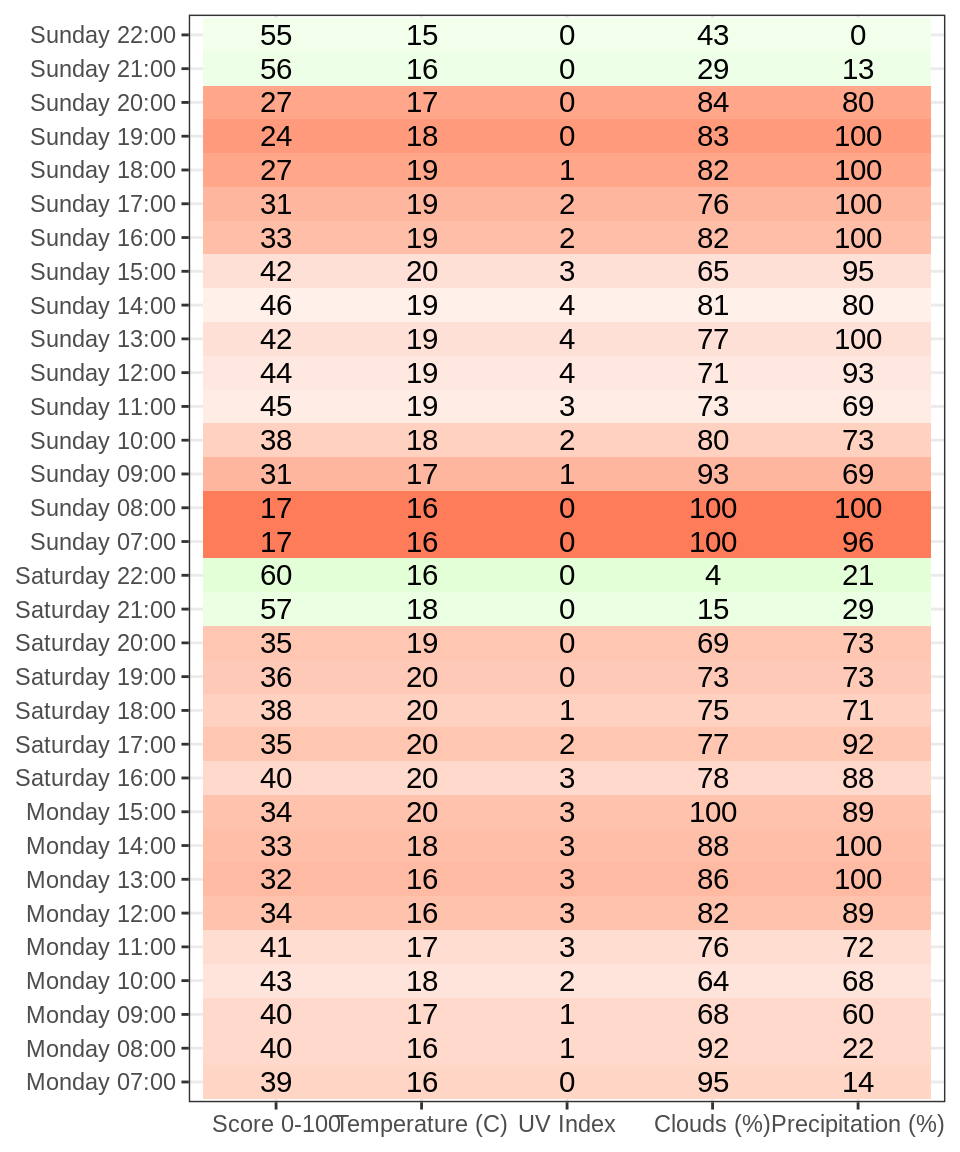 Sunday 22:00 55 15 0 43 0
Sunday 21:00 56 16 0 29 13
Sunday 20:00 27 17 0 84 80
Sunday 19:00 24 18 0 83 100
Sunday 18:00 27 19 1 82 100
Sunday 17:00 31 19 2 76 100
Sunday 16:00 33 19 2 82 100
Sunday 15:00 42 20 3 65 95
Sunday 14:00 46 19 4 81 80
Sunday 13:00 42 19 4 77 100
Sunday 12:00 44 19 4 71 93
Sunday 11:00 45 19 3 73 69
Sunday 10:00 38 18 2 80 73
Sunday 09:00 31 17 1 93 69
Sunday 08:00 17 16 0 100 100
Sunday 07:00 17 16 0 100 96
Saturday 22:00 60 16 0 4 21
Saturday 21:00 57 18 0 15 29
Saturday 20:00 35 19 0 69 73
Saturday 19:00 36 20 0 73 73
Saturday 18:00 38 20 1 75 71
Saturday 17:00 35 20 2 77 92
Saturday 16:00 40 20 3 78 88
Monday 15:00 34 20 3 100 89
Monday 14:00 33 18 3 88 100
Monday 13:00 32 16 3 86 100
Monday 12:00 34 16 3 82 89
Monday 11:00 41 17 3 76 72
Monday 10:00 43 18 2 64 68
Monday 09:00 40 17 1 68 60
Monday 08:00 40 16 1 92 22
Monday 07:00 39 16 0 95 14
Score 0-100 Temperature (C) UV Index Clouds (%) Precipitation (%)